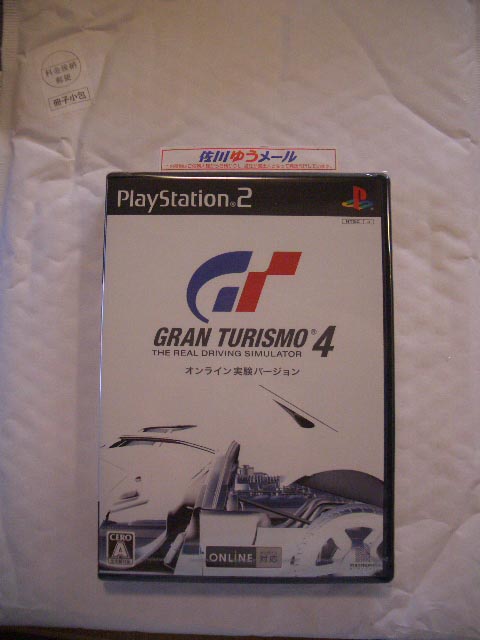 料金後納
郵便
冊子小包
佐川ゆうメール
PlayStation®2
GRAN TURISMO®4
THE REAL DRIVING SIMULATOR
オンライン実験バージョン
CERO
A
ONLINE
対応